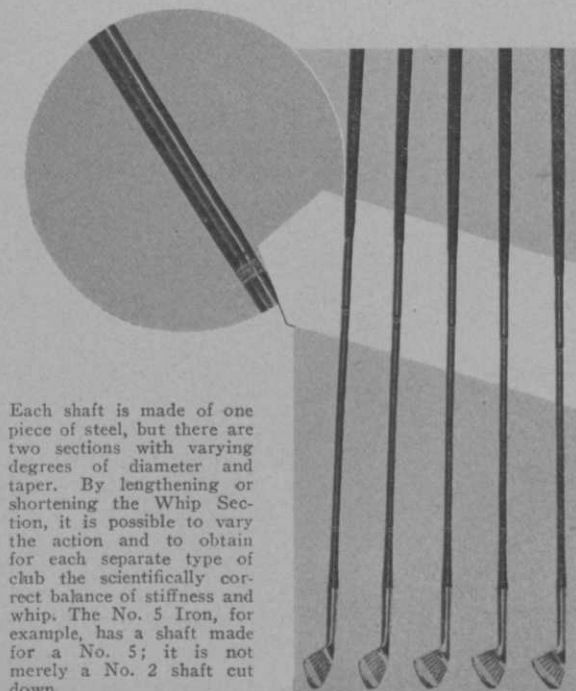 Each shaft is made of one
piece of steel, but there are
two sections with varying
degrees of diameter and
taper. By lengthening or
shortening the Whip Sec-
tion, it is possible to vary
the action and to obtain
for each separate type of
club the scientifically cor-
rect balance of stiffness and
whip. The No. 5 Iron, for
example, has a shaft made
for a No. 5; it is not
merely a No. 2 shaft cut
down.